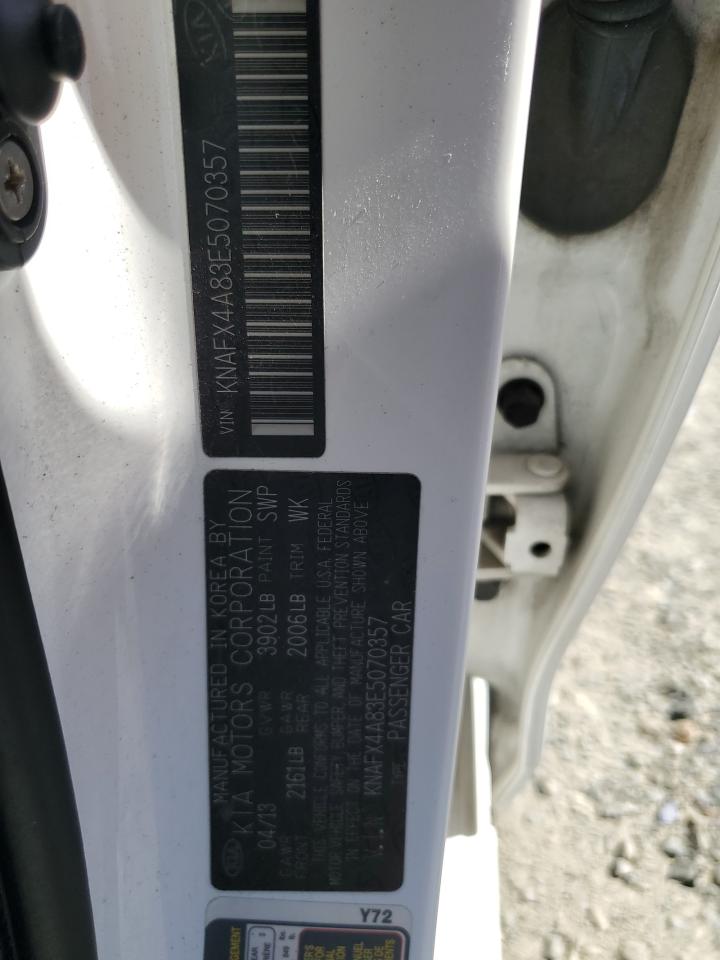 KIA
VIN KNAFX4A83E5070357
MANUFACTURED IN KOREA BY
KIA MOTORS CORPORATION
KIA
04/13 GVWR 3902LB PAINT SWP
GAWR FRONT 2161LB GAWR REAR 2006LB TRIM WK
THIS VEHICLE CONFORMS TO ALL APPLICABLE U.S.A. FEDERAL
MOTOR VEHICLE SAFETY, BUMPER, AND THEFT PREVENTION STANDARDS
IN EFFECT ON THE DATE OF MANUFACTURE SHOWN ABOVE.
V.I.N KNAFX4A83E5070357
TYPE PASSENGER CAR
Y72